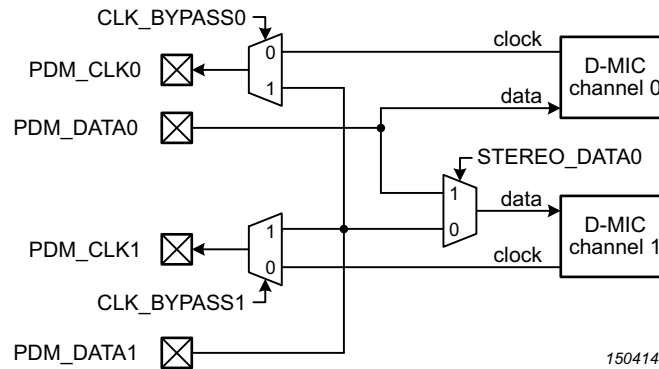 CLK_BYPASS0
PDM_CLK0
0
1
clock
D-MIC
channel 0
data
PDM_DATA0
STEREO_DATA0
1
0
data
D-MIC
channel 1
PDM_CLK1
1
0
clock
CLK_BYPASS1
PDM_DATA1
150414